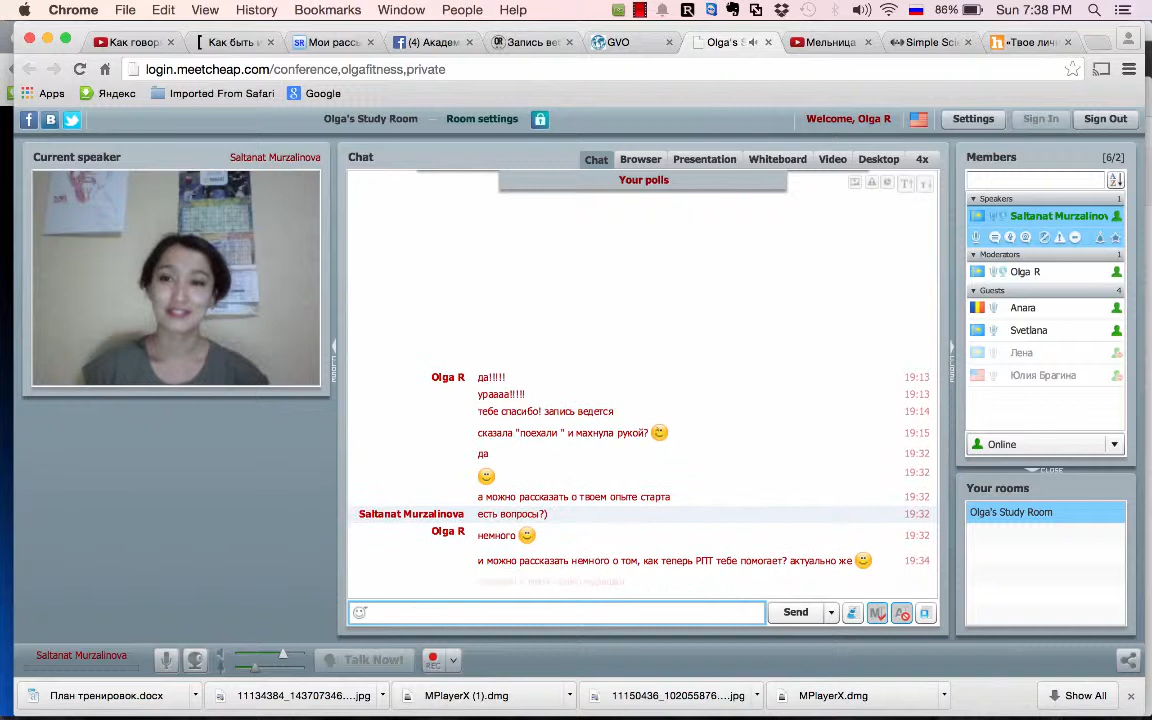 Chrome File Edit View History Bookmarks Window People Help 86% Sun 7:38 PM
Как говор Как быть и Мои расс (4) Академ Запись ве GVO Olga's S Мельница Simple Sci «Твое личн
login.meetcheap.com/conference,olgafitness,private
Apps Яндекс Imported From Safari Google
Olga's Study Room Room settings Welcome, Olga R Settings Sign In Sign Out
Current speaker Saltanat Murzalinova
Chat Chat Browser Presentation Whiteboard Video Desktop 4x
Your polls
Olga R да!!!!! 19:13
ураааа!!!!! 19:13
тебе спасибо! запись ведется 19:14
сказала "поехали " и махнула рукой? 19:15
да 19:32
19:32
а можно рассказать о твоем опыте старта 19:32
Saltanat Murzalinova есть вопросы?) 19:32
Olga R немного 19:32
и можно рассказать немного о том, как теперь РПТ тебе помогает? актуально же 19:34
Send
Members [6/2]
Speakers 1
Saltanat Murzalinov
Moderators 1
Olga R
Guests 4
Anara
Svetlana
Лена
Юлия Брагина
Online
CLOSE
Your rooms
Olga's Study Room
Saltanat Murzalinova Talk Now! REC
План тренировок.docx 11134384_143707346....jpg MPlayerX (1).dmg 11150436_102055876....jpg MPlayerX.dmg Show All